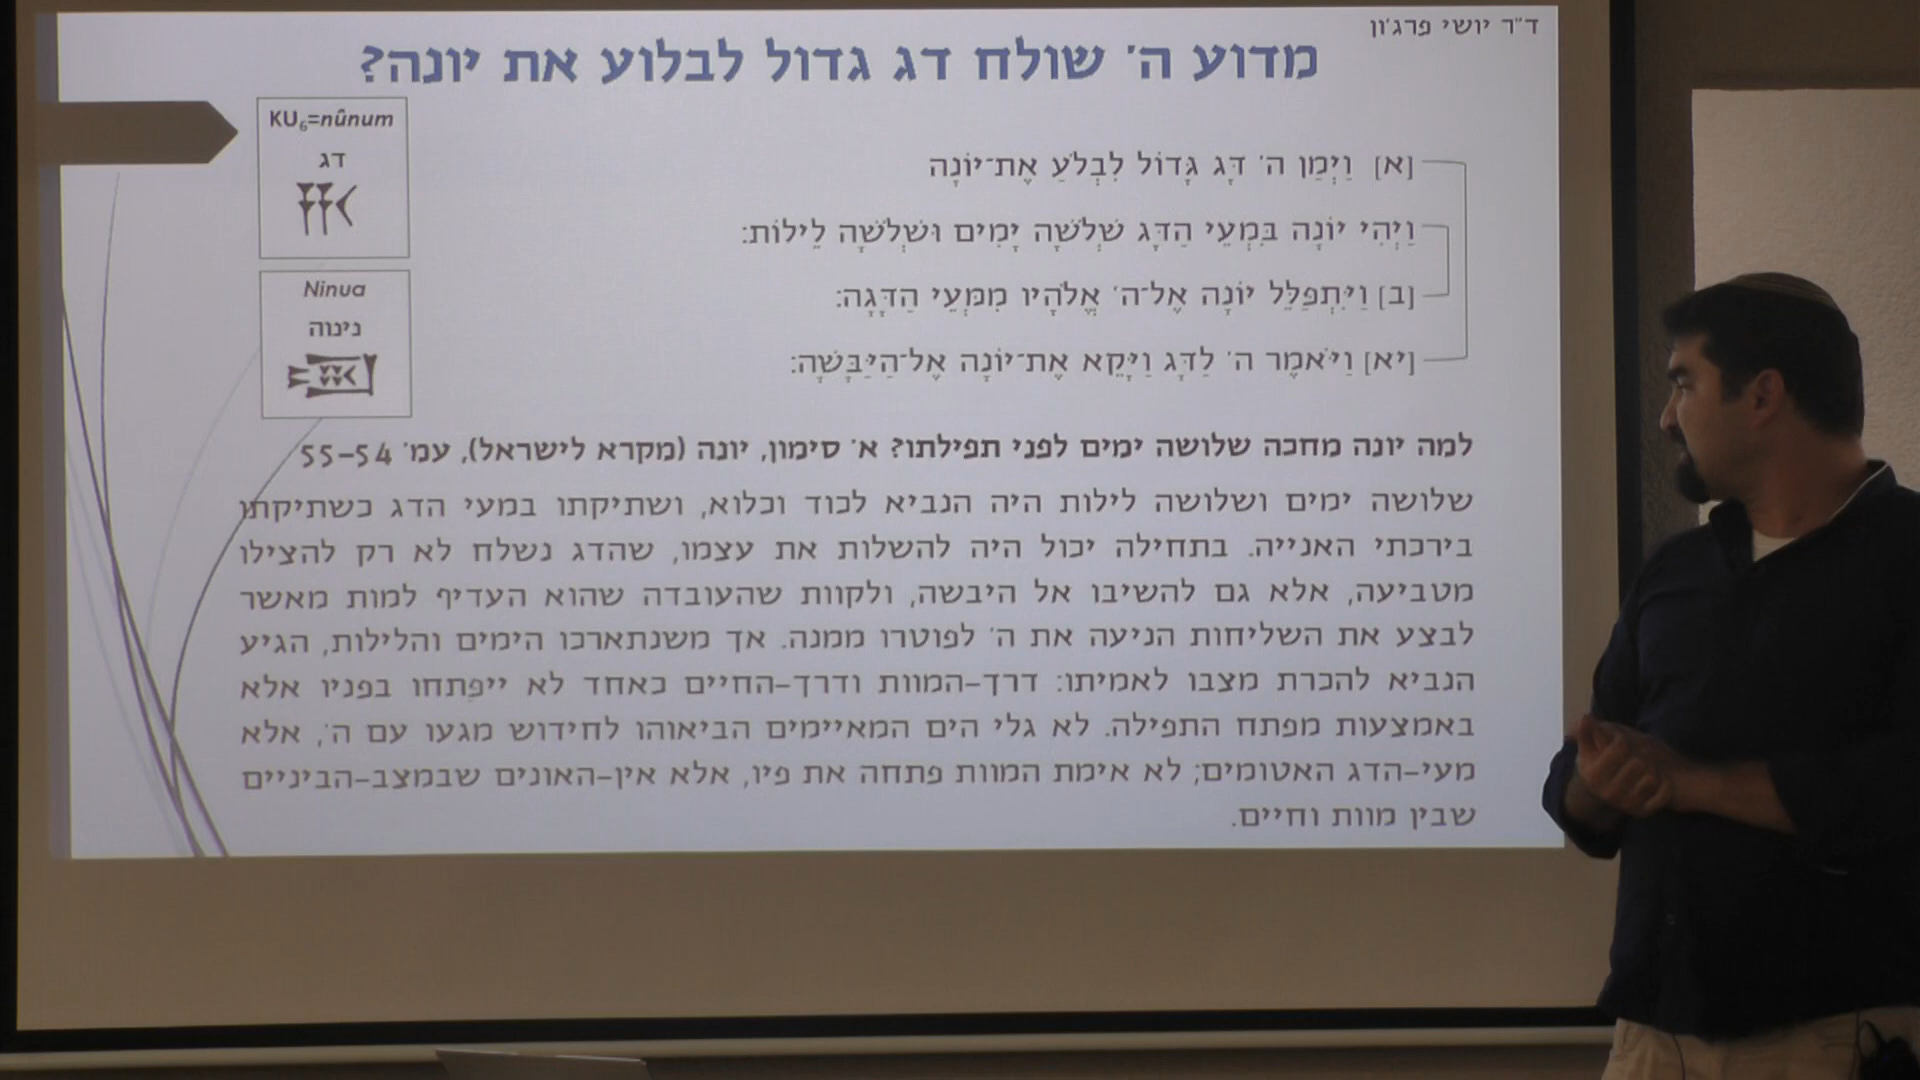 ד״ר יושי פרג׳ון
מדוע ה׳ שולח דג גדול לבלוע את יונה?
KU₆=nûnum
דג
Ninua
נינוה
[א] וַיְמַן ה׳ דָּג גָּדוֹל לִבְלֹעַ אֶת־יוֹנָה
וַיְהִי יוֹנָה בִּמְעֵי הַדָּג שְׁלֹשָׁה יָמִים וּשְׁלֹשָׁה לֵילוֹת:
[ב] וַיִּתְפַּלֵּל יוֹנָה אֶל־ה׳ אֱלֹהָיו מִמְּעֵי הַדָּגָה:
[יא] וַיֹּאמֶר ה׳ לַדָּג וַיָּקֵא אֶת־יוֹנָה אֶל־הַיַּבָּשָׁה:
למה יונה מחכה שלושה ימים לפני תפילתו? א׳ סימון, יונה (מקרא לישראל), עמ׳ 54–55
שלושה ימים ושלושה לילות היה הנביא לכוד וכלוא, ושתיקתו במעי הדג כשתיקתו
בירכתי האנייה. בתחילה יכול היה להשלות את עצמו, שהדג נשלח לא רק להצילו
מטביעה, אלא גם להשיבו אל היבשה, ולקוות שהעובדה שהוא העדיף למות מאשר
לבצע את השליחות הניעה את ה׳ לפוטרו ממנה. אך משנתארכו הימים והלילות, הגיע
הנביא להכרת מצבו לאמיתו: דרך–המוות ודרך–החיים כאחד לא ייפתחו בפניו אלא
באמצעות מפתח התפילה. לא גלי הים המאיימים הביאוהו לחידוש מגעו עם ה׳, אלא
מעי–הדג האטומים; לא אימת המוות פתחה את פיו, אלא אין–האונים שבמצב–הביניים
שבין מוות וחיים.